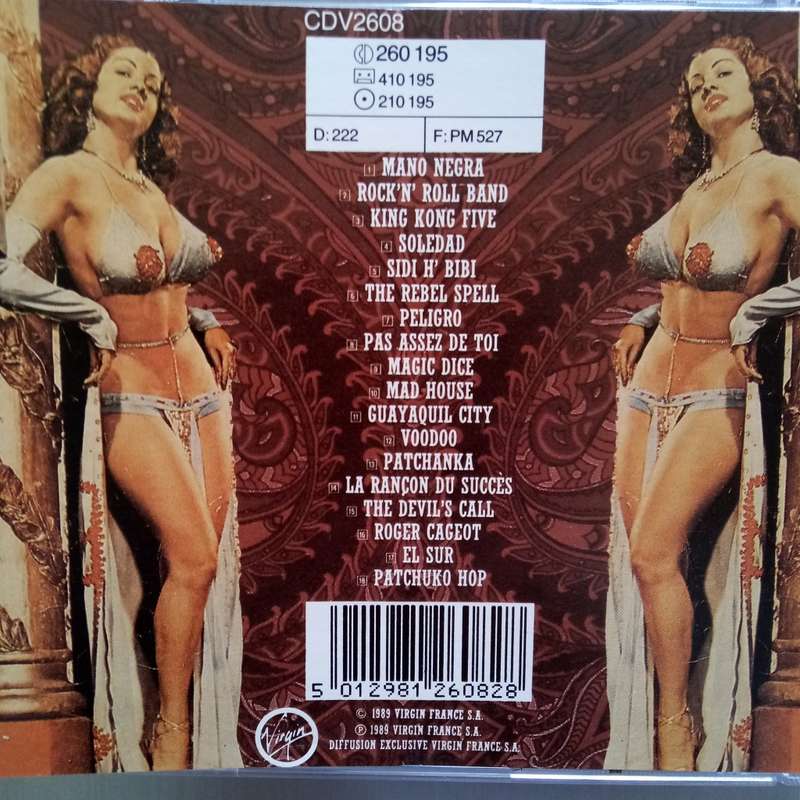 CDV2608
CD 260 195
410 195
210 195
D: 222 F: PM 527
1 MANO NEGRA
2 ROCK'N' ROLL BAND
3 KING KONG FIVE
4 SOLEDAD
5 SIDI H' BIBI
6 THE REBEL SPELL
7 PELIGRO
8 PAS ASSEZ DE TOI
9 MAGIC DICE
10 MAD HOUSE
11 GUAYAQUIL CITY
12 VOODOO
13 PATCHANKA
14 LA RANÇON DU SUCCÈS
15 THE DEVIL'S CALL
16 ROGER CAGEOT
17 EL SUR
18 PATCHUKO HOP
5 012981 260828
© 1989 VIRGIN FRANCE S.A.
℗ 1989 VIRGIN FRANCE S.A.
DIFFUSION EXCLUSIVE VIRGIN FRANCE S.A.
Virgin